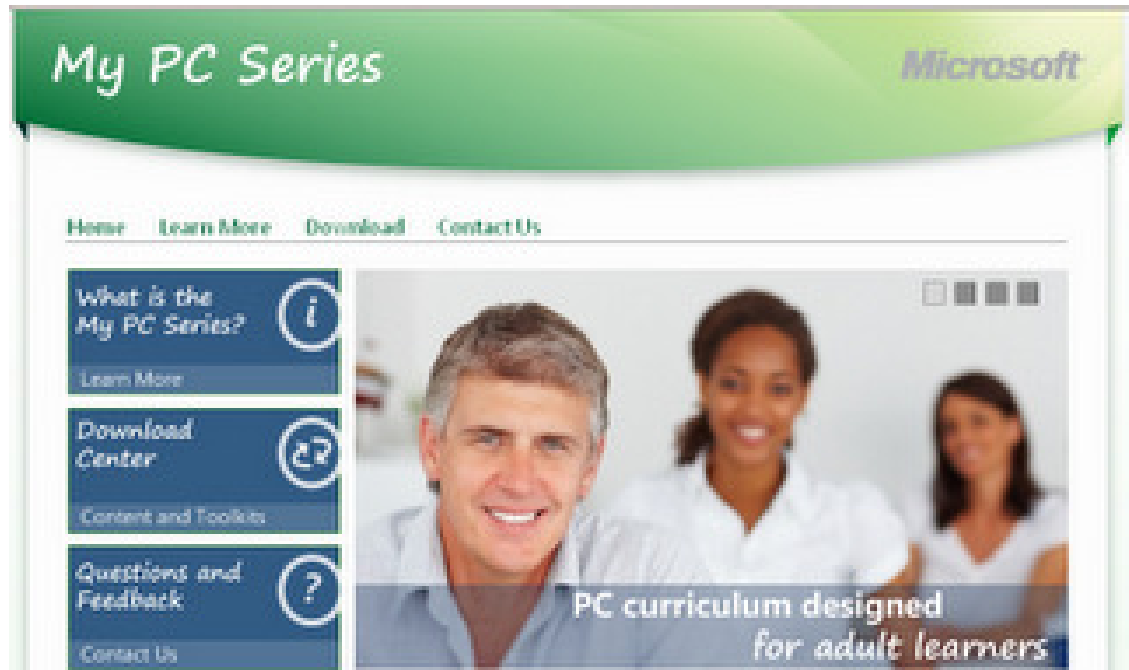 My PC Series
Microsoft
Home Learn More Download Contact Us
What is the
My PC Series?
i
Learn More
Download
Center
Content and Toolkits
Questions and
Feedback
?
Contact Us
PC curriculum designed
for adult learners